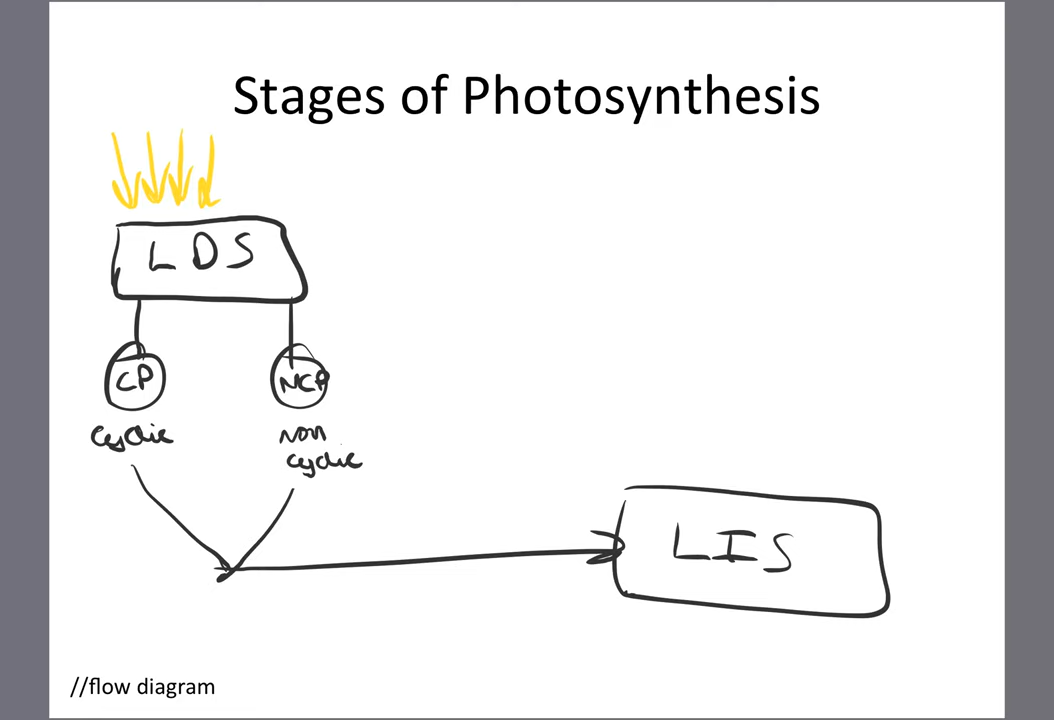 Stages of Photosynthesis
LDS
CP
NCP
cyclic
non
cyclic
LIS
//flow diagram